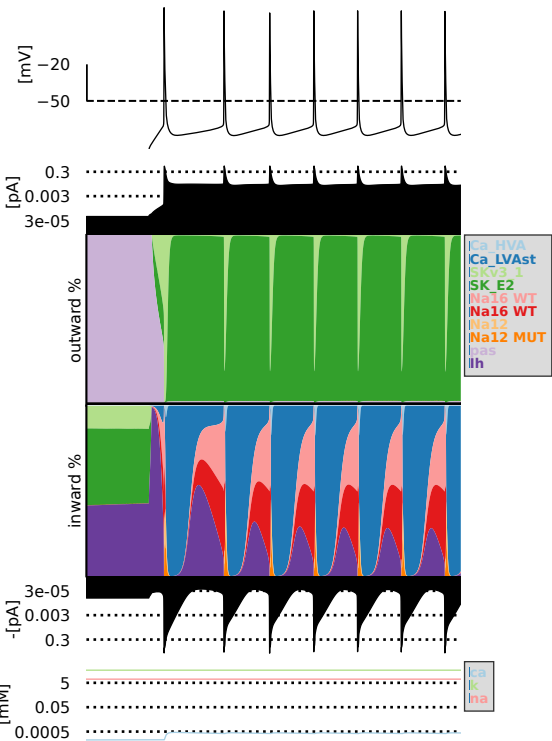 [mV]
−20
−50
[pA]
0.3
0.003
3e-05
outward %
Ca_HVA
Ca_LVAst
SKv3_1
SK_E2
Na16 WT
Na16 WT
Na12
Na12 MUT
pas
Ih
inward %
3e-05
0.003
0.3
-[pA]
ca
k
na
[mM]
5
0.05
0.0005